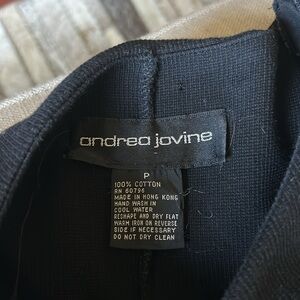 andrea jovine
P
100% COTTON
RN 60796
MADE IN HONG KONG
HAND WASH IN
COOL WATER
RESHAPE AND DRY FLAT
WARM IRON ON REVERSE
SIDE IF NECESSARY
DO NOT DRY CLEAN